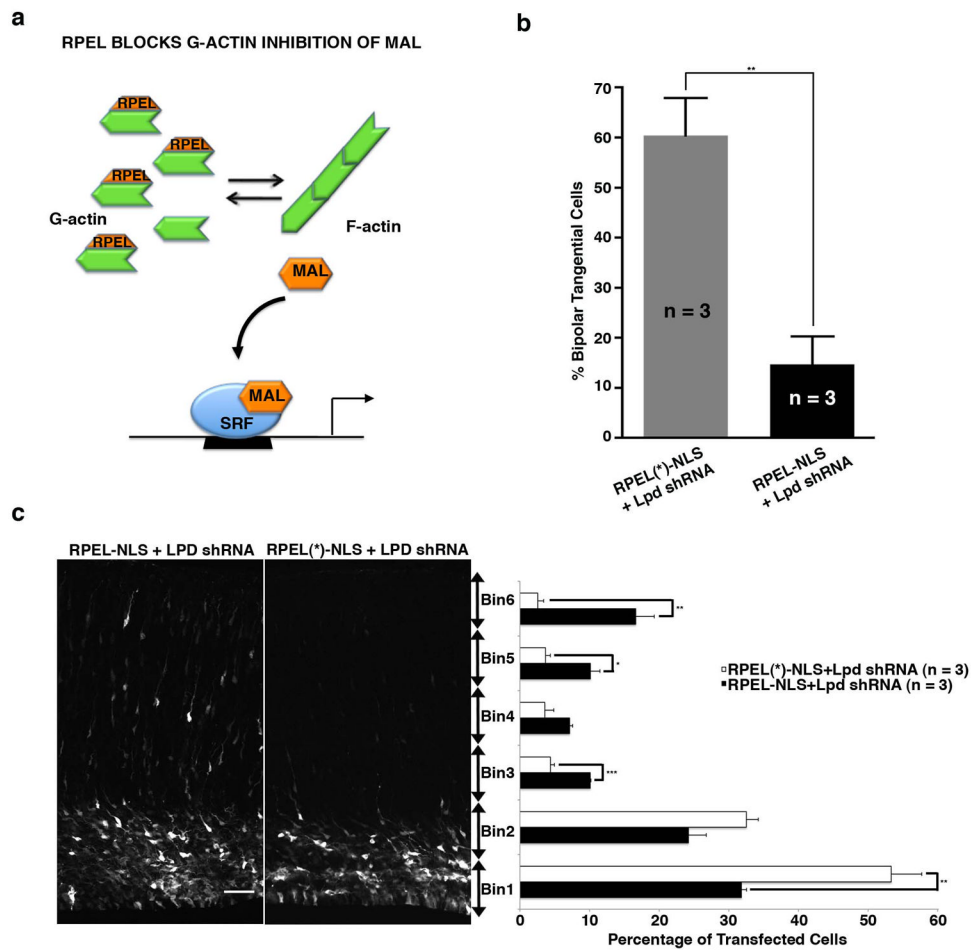 a
RPEL BLOCKS G-ACTIN INHIBITION OF MAL
RPEL
RPEL
RPEL
G-actin
RPEL
F-actin
MAL
MAL
SRF
b
**
% Bipolar Tangential Cells
70
60
50
40
30
20
10
0
n = 3
n = 3
RPEL(*)-NLS
+ Lpd shRNA
RPEL-NLS
+ Lpd shRNA
c
RPEL-NLS + LPD shRNA
RPEL(*)-NLS + LPD shRNA
Bin6
Bin5
Bin4
Bin3
Bin2
Bin1
**
*
***
**
RPEL(*)-NLS+Lpd shRNA (n = 3)
RPEL-NLS+Lpd shRNA (n = 3)
0 10 20 30 40 50 60
Percentage of Transfected Cells